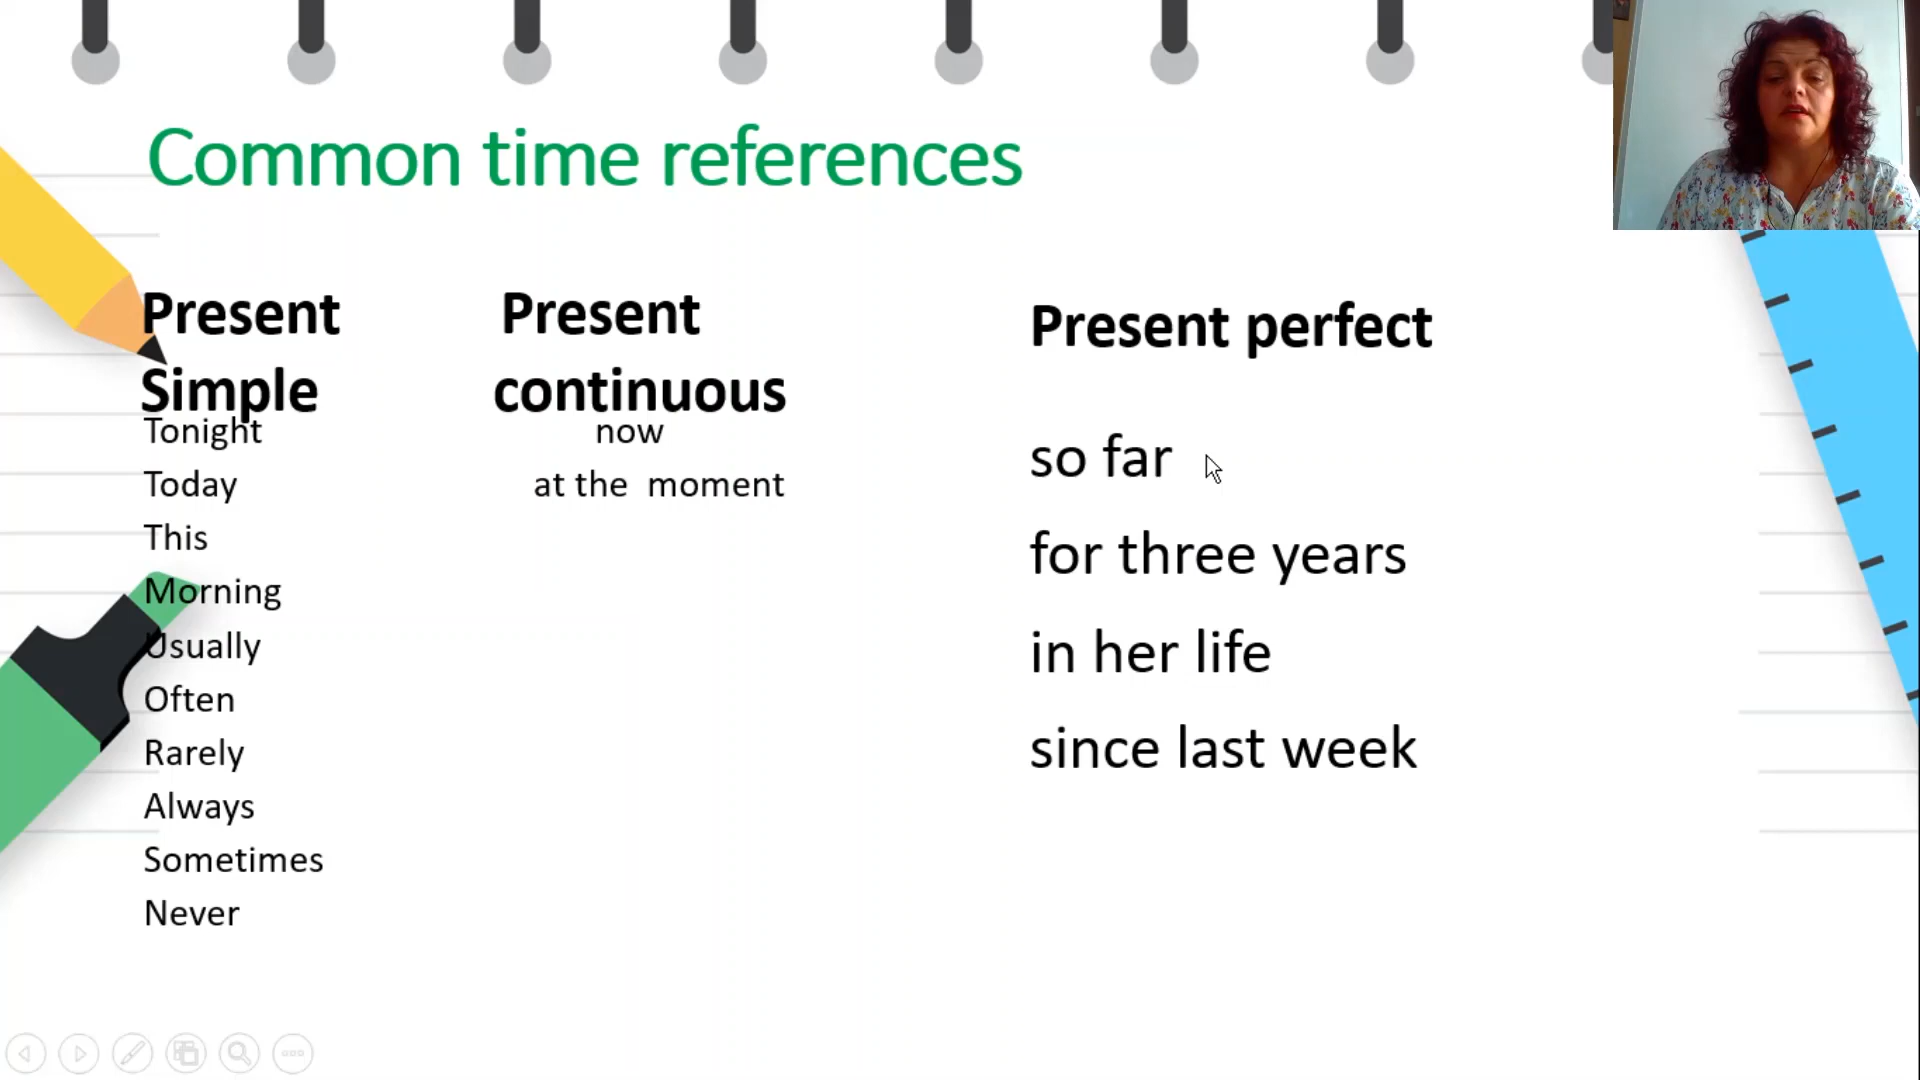 Common time references
Present
Simple
Tonight
Today
This
Morning
Usually
Often
Rarely
Always
Sometimes
Never
Present
continuous
now
at the moment
Present perfect
so far
for three years
in her life
since last week